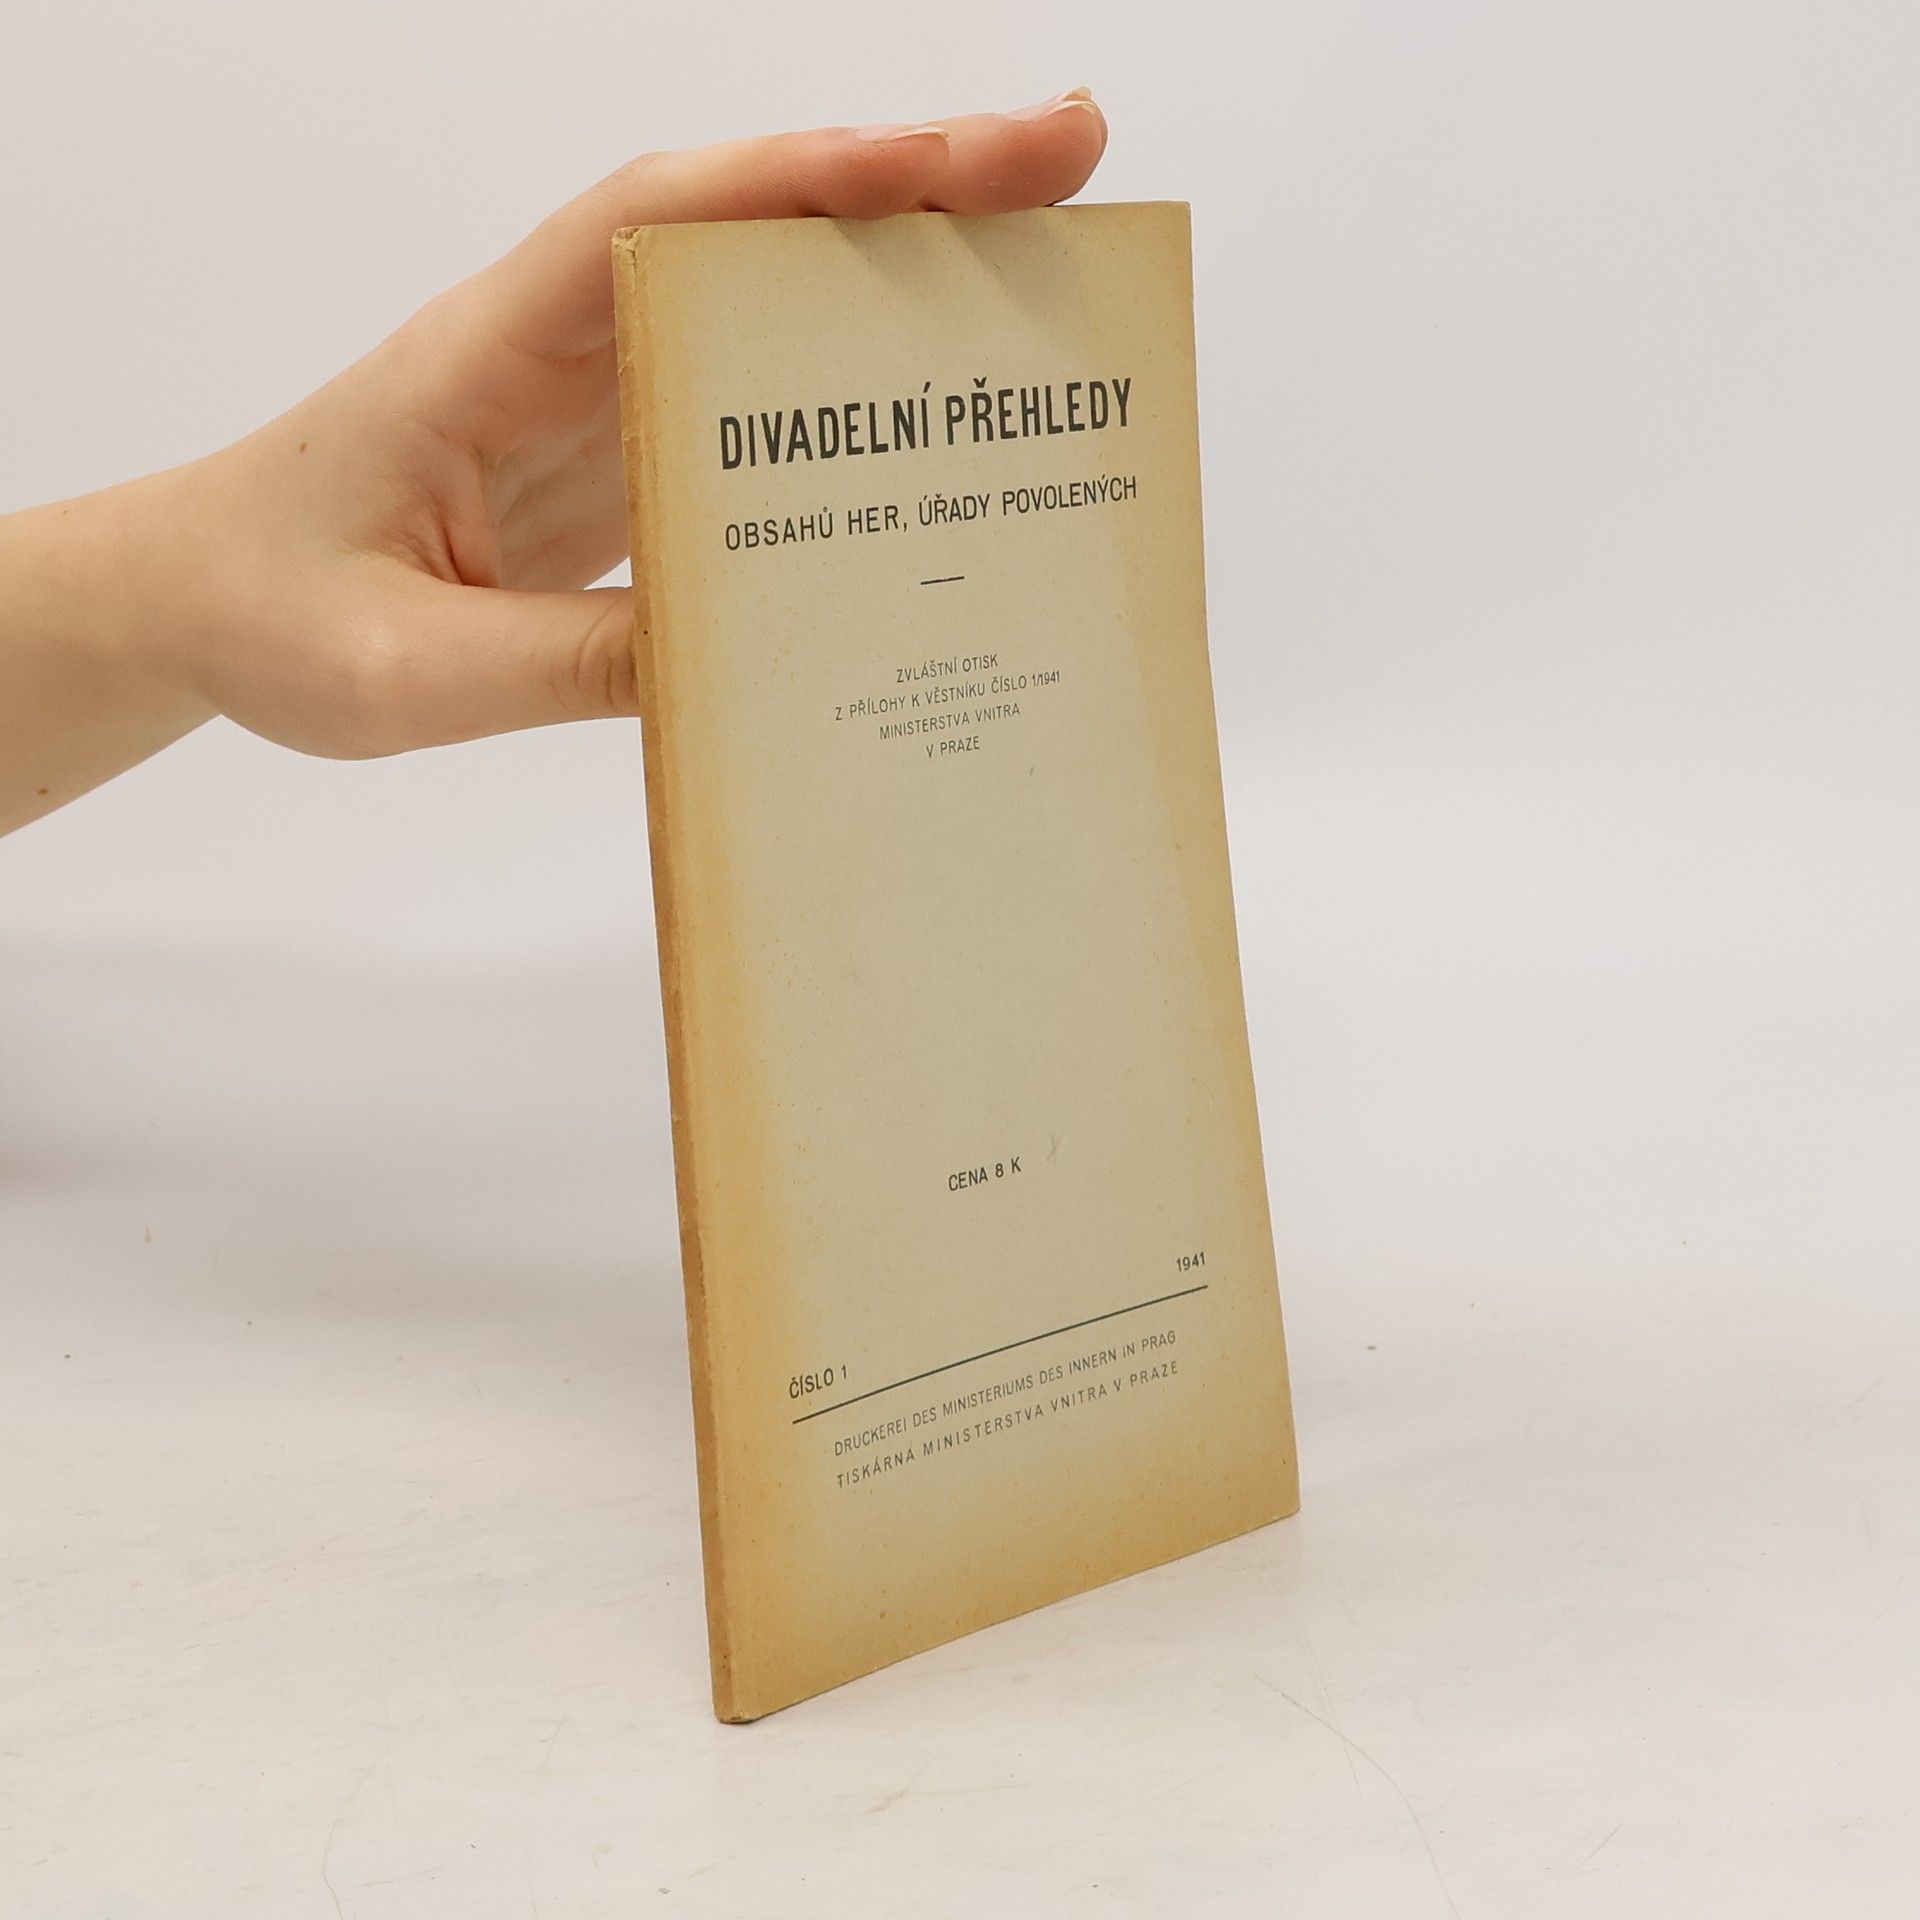 DIVADELNÍ PŘEHLEDY
OBSAHŮ HER, ÚŘADY POVOLENÝCH
ZVLÁŠTNÍ OTISK
Z PŘÍLOHY K VĚSTNÍKU ČÍSLO 1/1941
MINISTERSTVA VNITRA
V PRAZE
CENA 8 K
ČÍSLO 1 1941
DRUCKEREI DES MINISTERIUMS DES INNERN IN PRAG
TISKÁRNA MINISTERSTVA VNITRA V PRAZE